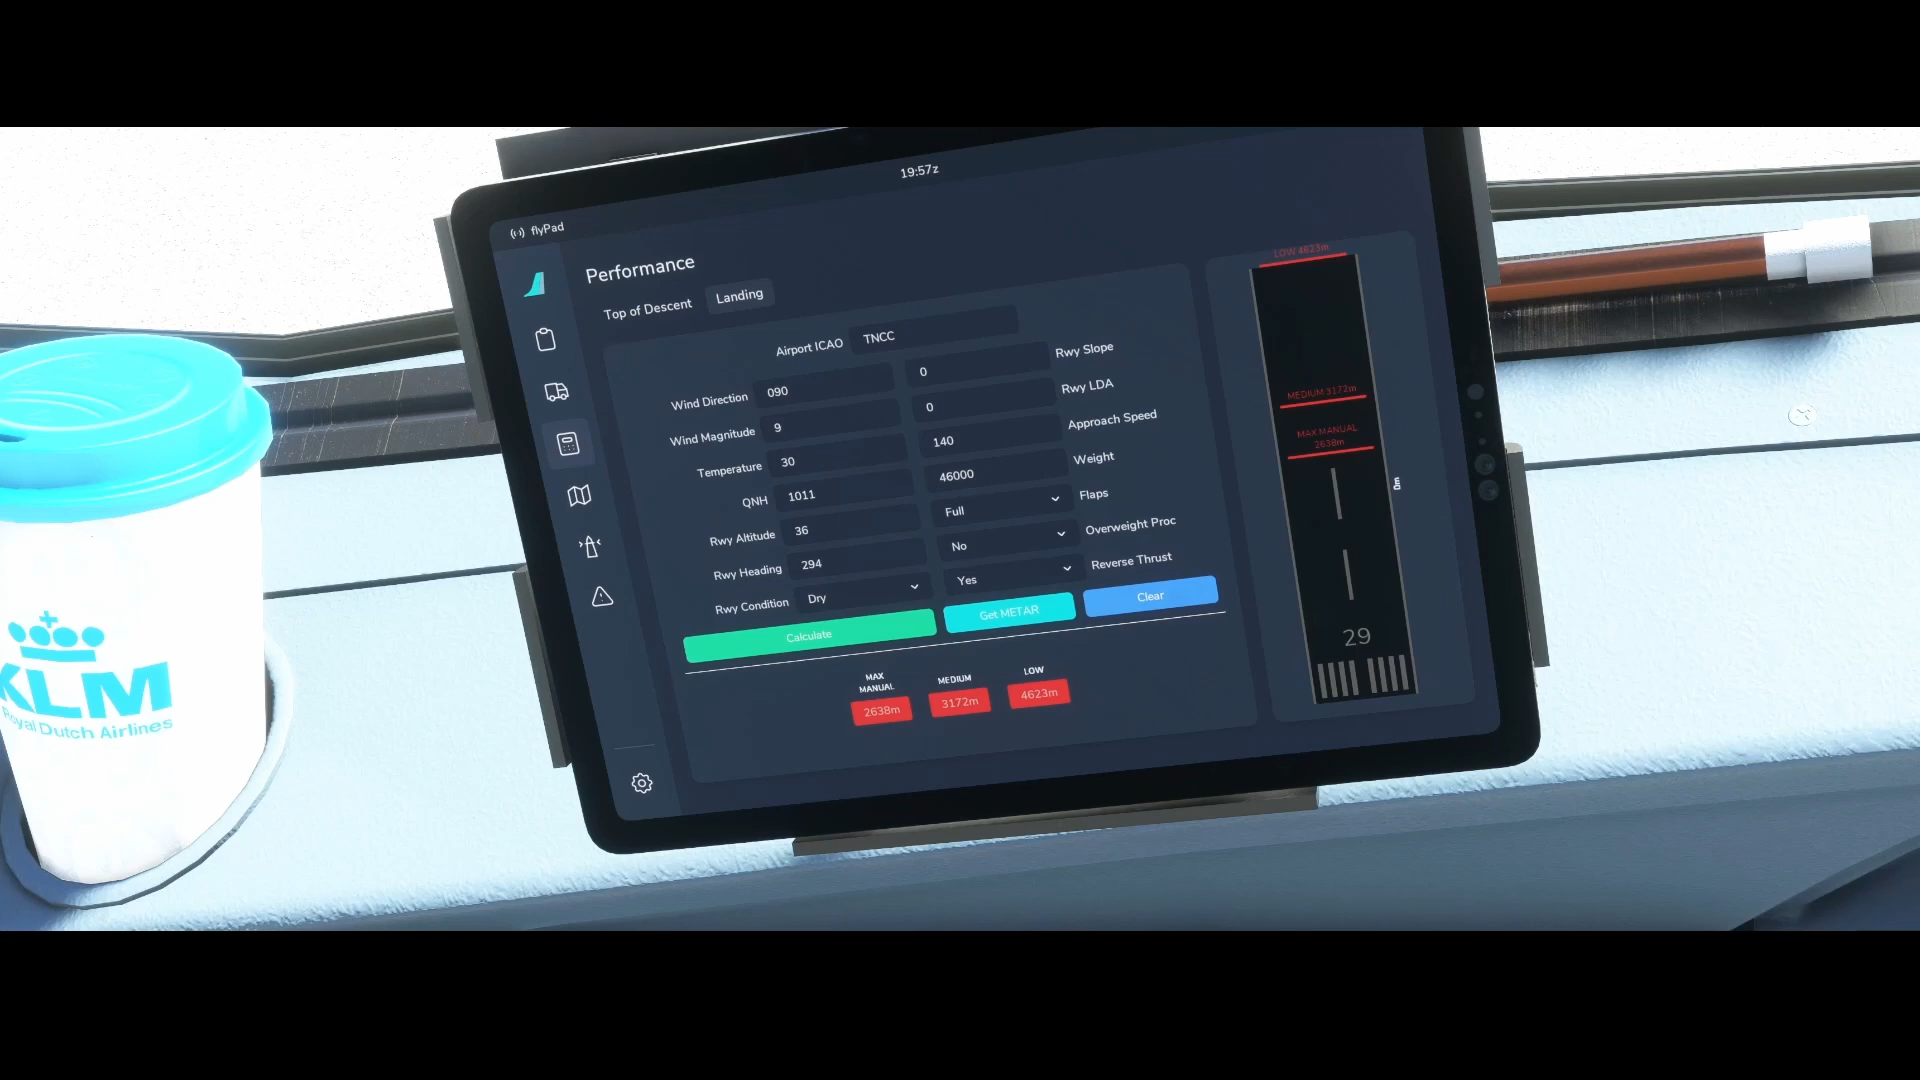 19:57z
flyPad
Performance
Top of Descent
Landing
Airport ICAO TNCC
Wind Direction 090
Wind Magnitude 9
Temperature 30
QNH 1011
Rwy Altitude 36
Rwy Heading 294
Rwy Condition Dry
0 Rwy Slope
0 Rwy LDA
140 Approach Speed
46000 Weight
Full Flaps
No Overweight Proc
Yes Reverse Thrust
Calculate
Get METAR
Clear
MAX
MANUAL
2638m
MEDIUM
3172m
LOW
4623m
LOW 4623m
MEDIUM 3172m
MAX MANUAL
2638m
0m
29
KLM
Royal Dutch Airlines